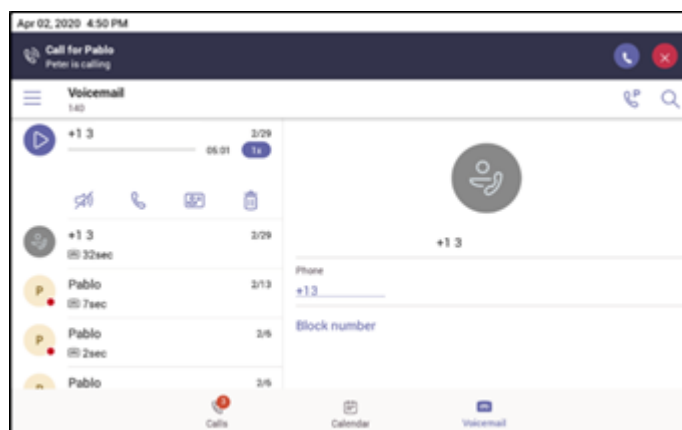 Apr 02, 2020 4:50 PM
Call for Pablo
Peter is calling
Voicemail
140
+1 3 2/29
05:01 1x
+1 3 2/29
32sec
P Pablo 2/13
7sec
P Pablo 2/6
2sec
Pablo 2/6
+1 3
Phone
+13
Block number
Calls
Calendar
Voicemail